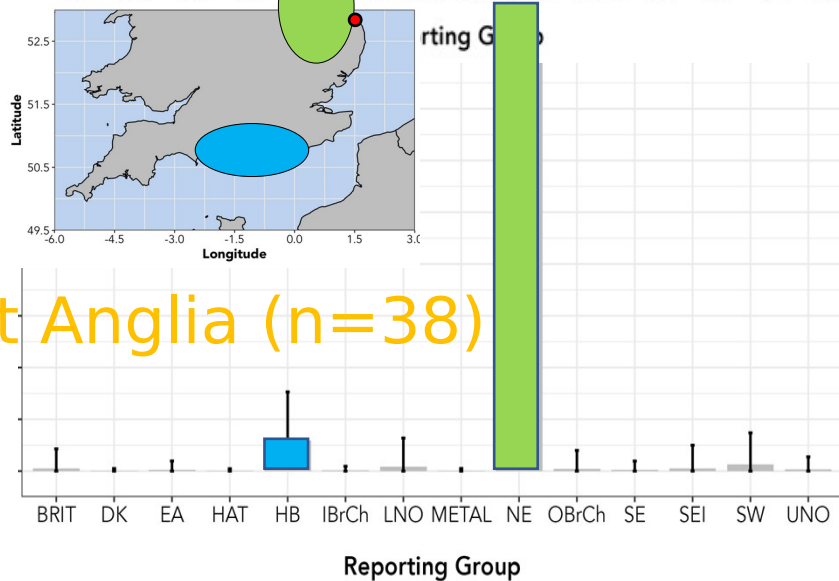 rting G
52.5
51.5
50.5
49.5
Latitude
-6.0 -4.5 -3.0 -1.5 0.0 1.5 3.0
Longitude
t Anglia (n=38)
BRIT DK EA HAT HB IBrCh LNO METAL NE OBrCh SE SEI SW UNO
Reporting Group